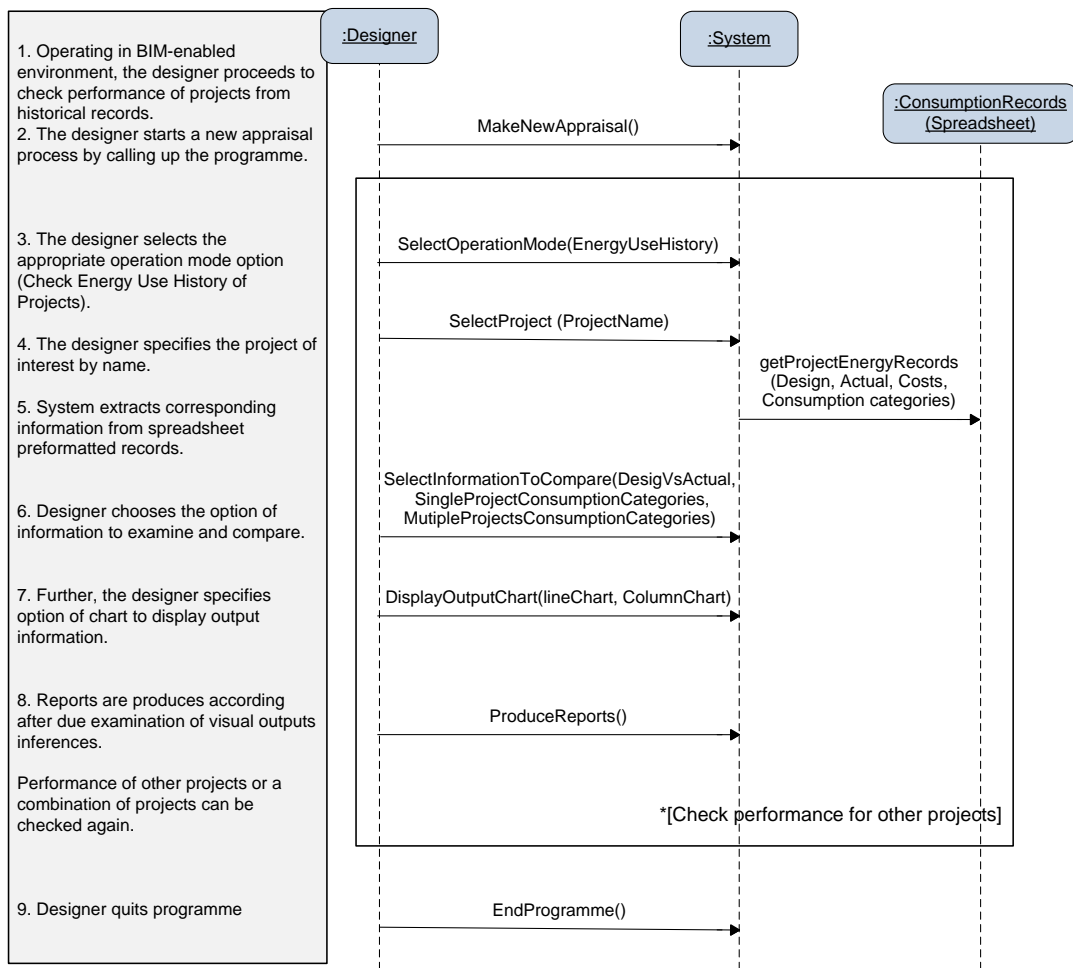 1. Operating in BIM-enabled
environment, the designer proceeds to
check performance of projects from
historical records.
2. The designer starts a new appraisal
process by calling up the programme.
3. The designer selects the
appropriate operation mode option
(Check Energy Use History of
Projects).
4. The designer specifies the project of
interest by name.
5. System extracts corresponding
information from spreadsheet
preformatted records.
6. Designer chooses the option of
information to examine and compare.
7. Further, the designer specifies
option of chart to display output
information.
8. Reports are produces according
after due examination of visual outputs
inferences.
Performance of other projects or a
combination of projects can be
checked again.
9. Designer quits programme
:Designer
:System
:ConsumptionRecords
(Spreadsheet)
MakeNewAppraisal()
SelectOperationMode(EnergyUseHistory)
SelectProject (ProjectName)
getProjectEnergyRecords
(Design, Actual, Costs,
Consumption categories)
SelectInformationToCompare(DesigVsActual,
SingleProjectConsumptionCategories,
MutipleProjectsConsumptionCategories)
DisplayOutputChart(lineChart, ColumnChart)
ProduceReports()
*[Check performance for other projects]
EndProgramme()